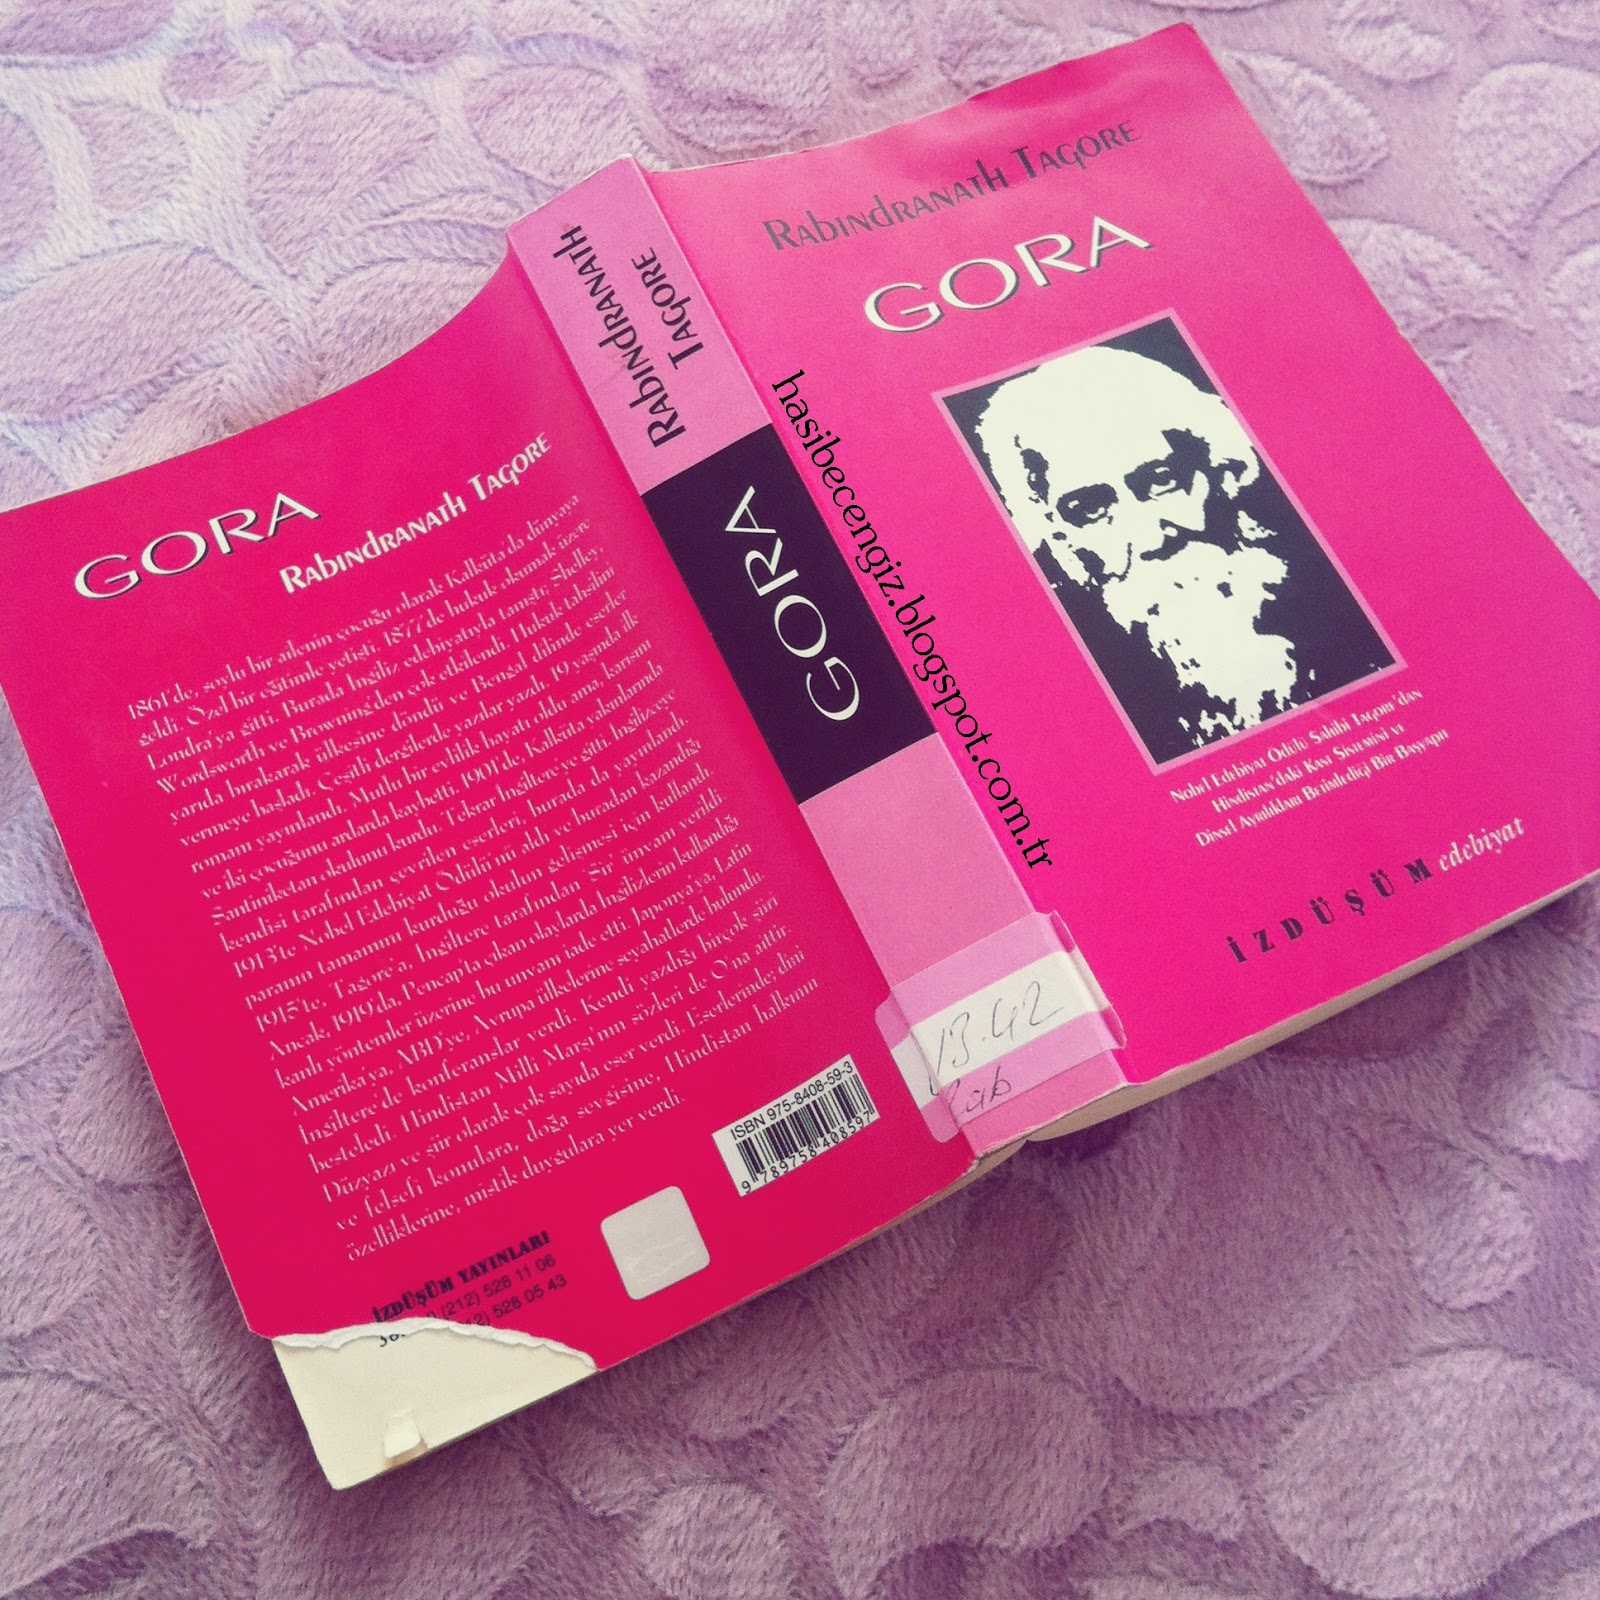 GORA
RABINDRANATH TAGORE
1861'de, soylu bir ailenin çocuğu olarak Kalküta'da dünyaya
geldi. Özel bir eğitimle yetişti. 1877'de hukuk okumak üzere
Londra'ya gitti. Burada İngiliz edebiyatıyla tanıştı; Shelley,
Wordsworth ve Browning'den çok etkilendi. Hukuk tahsilini
yarıda bırakarak ülkesine döndü ve Bengal dilinde eserler
vermeye başladı. Çeşitli dergilerde yazılar yazdı. 19 yaşında ilk
romanı yayınlandı. Mutlu bir evlilik hayatı oldu ama, karısını
ve iki çocuğunu ardarda kaybetti. 1901'de, Kalküta yakınlarında
Santiniketan okulunu kurdu. Tekrar İngiltere'ye gitti. İngilizceye
kendisi tarafından çevrilen eserleri, burada da yayınlandı.
1913'te Nobel Edebiyat Ödülü'nü aldı ve buradan kazandığı
paranın tamamını kurduğu okulun gelişmesi için kullandı.
1915'te, Tagore'a, İngiltere tarafından 'Sir' ünvanı verildi.
Ancak, 1919'da, Pencap'ta çıkan olaylarda İngilizlerin kullandığı
kanlı yöntemler üzerine bu unvanı iade etti. Japonya'ya, Latin
Amerika'ya, ABD'ye, Avrupa ülkelerine seyahatlerde bulundu.
İngiltere'de konferanslar verdi. Kendi yazdığı birçok şiiri
besteledi. Hindistan Milli Marşı'nın sözleri de O'na aittir.
Düzyazı ve şiir olarak çok sayıda eser verdi. Eserlerinde; dini
ve felsefi konulara, doğa sevgisine, Hindistan halkının
özelliklerine, mistik duygulara yer verdi.
İZDÜŞÜM YAYINLARI
(212) 528 11 06
12) 528 05 43
ISBN 975-8408-59-3
9 789758 408597
RABINDRANATH
TAGORE
GORA
13.42
hasibecengiz.blogspot.com.tr
RABINDRANATH TAGORE
GORA
Nobel Edebiyat Ödülü Sahibi Tagore'dan
Hindistan'daki Kast Sistemini ve
Dinsel Ayrılıkları Betimlediği Bir Başyapıt
İZDÜŞÜM edebiyat